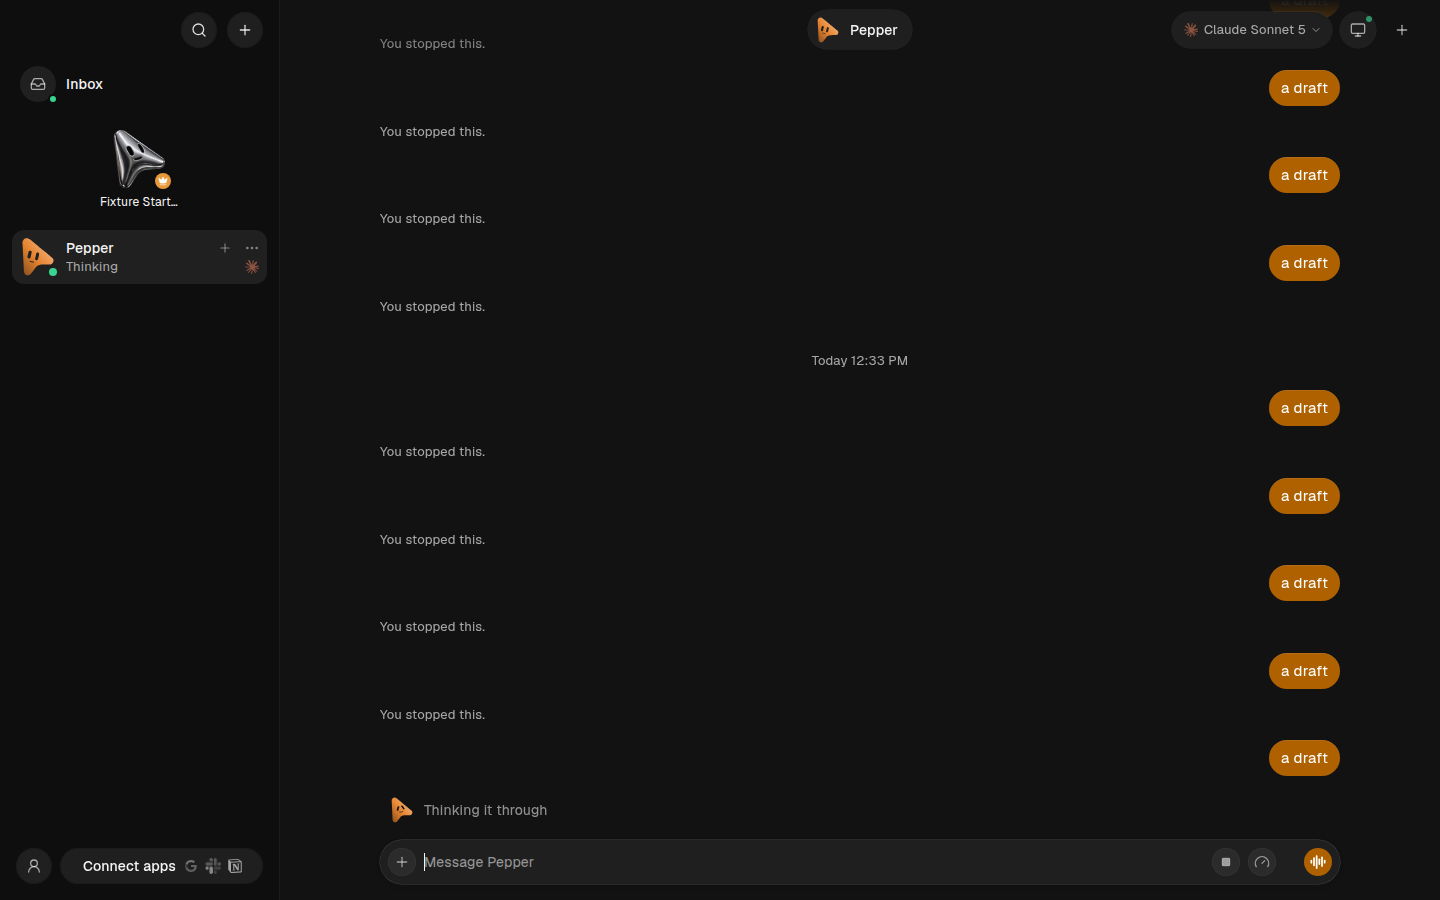 Inbox
Fixture Start...
Pepper
Thinking
Connect apps
Pepper
Claude Sonnet 5
You stopped this.
a draft
You stopped this.
a draft
You stopped this.
a draft
You stopped this.
Today 12:33 PM
a draft
You stopped this.
a draft
You stopped this.
a draft
You stopped this.
a draft
You stopped this.
a draft
Thinking it through
Message Pepper